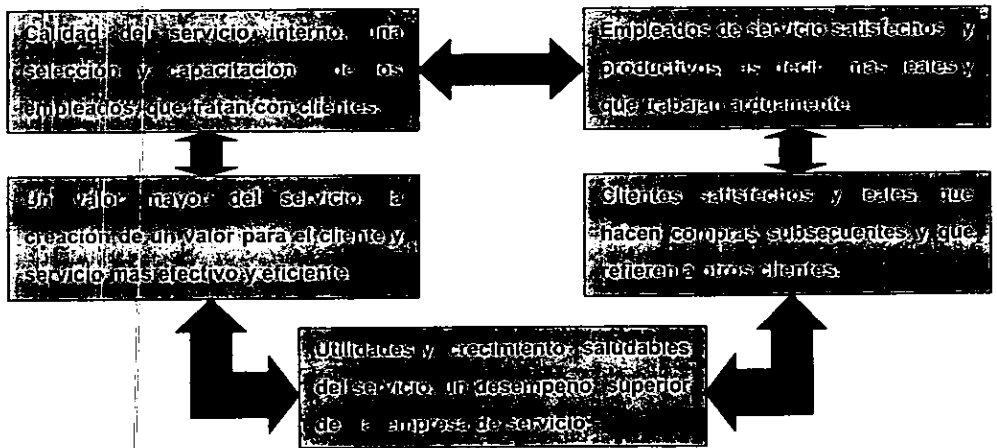 Calidad del servicio interno: una
selección y capacitación de los
empleados que tratan con clientes.
Empleados de servicio satisfechos y
productivos es decir más leales y
que trabajan arduamente
Un valor mayor del servicio: la
creación de un valor para el cliente y
servicio más efectivo y eficiente
Clientes satisfechos y leales que
hacen compras subsecuentes y que
refieren a otros clientes.
Utilidades y crecimiento saludables
del servicio: un desempeño superior
de la empresa de servicio